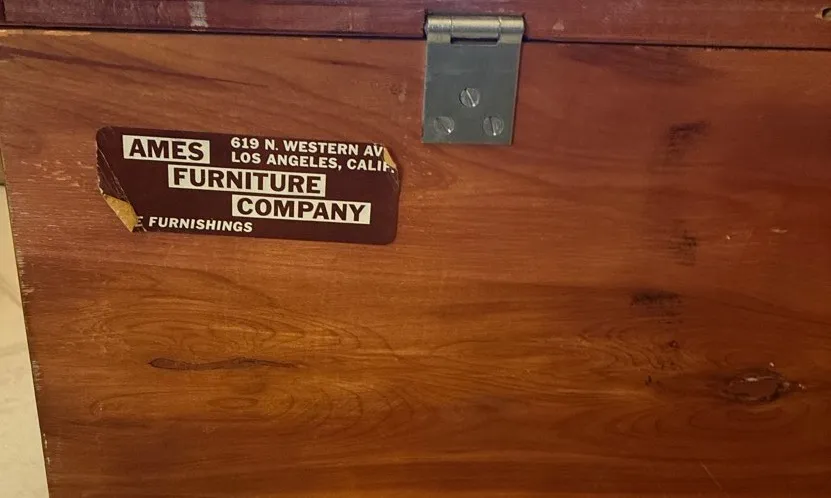 AMES
619 N. WESTERN AV
LOS ANGELES, CALIF.
FURNITURE
COMPANY
FURNISHINGS